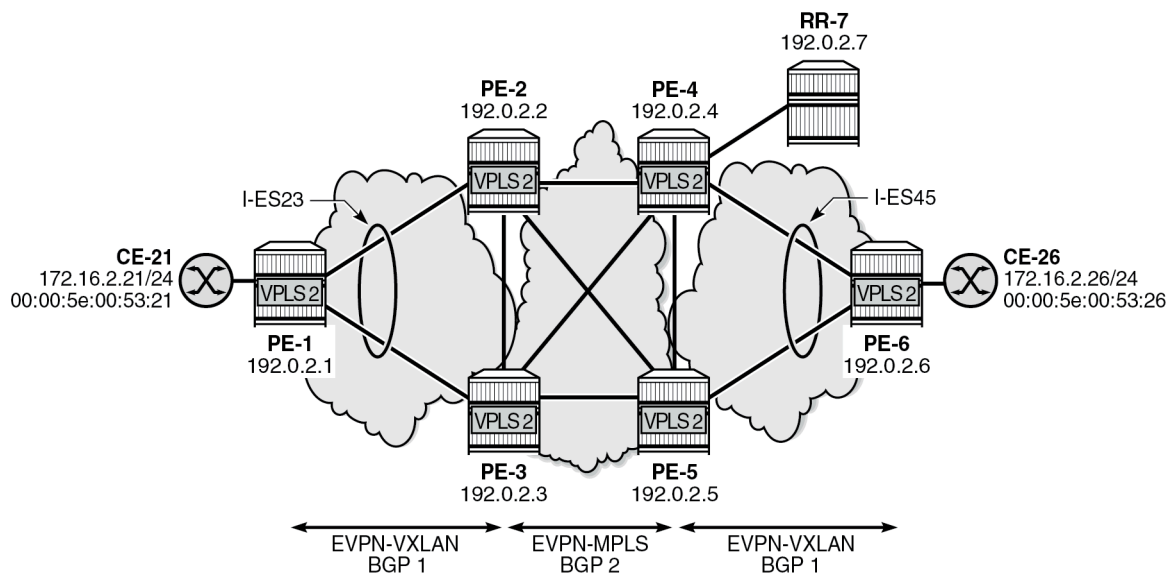 RR-7
192.0.2.7
PE-2
192.0.2.2
PE-4
192.0.2.4
VPLS 2
VPLS 2
I-ES23
I-ES45
CE-21
172.16.2.21/24
00:00:5e:00:53:21
VPLS 2
PE-1
192.0.2.1
VPLS 2
PE-6
192.0.2.6
CE-26
172.16.2.26/24
00:00:5e:00:53:26
VPLS 2
VPLS 2
PE-3
192.0.2.3
PE-5
192.0.2.5
EVPN-VXLAN
BGP 1
EVPN-MPLS
BGP 2
EVPN-VXLAN
BGP 1